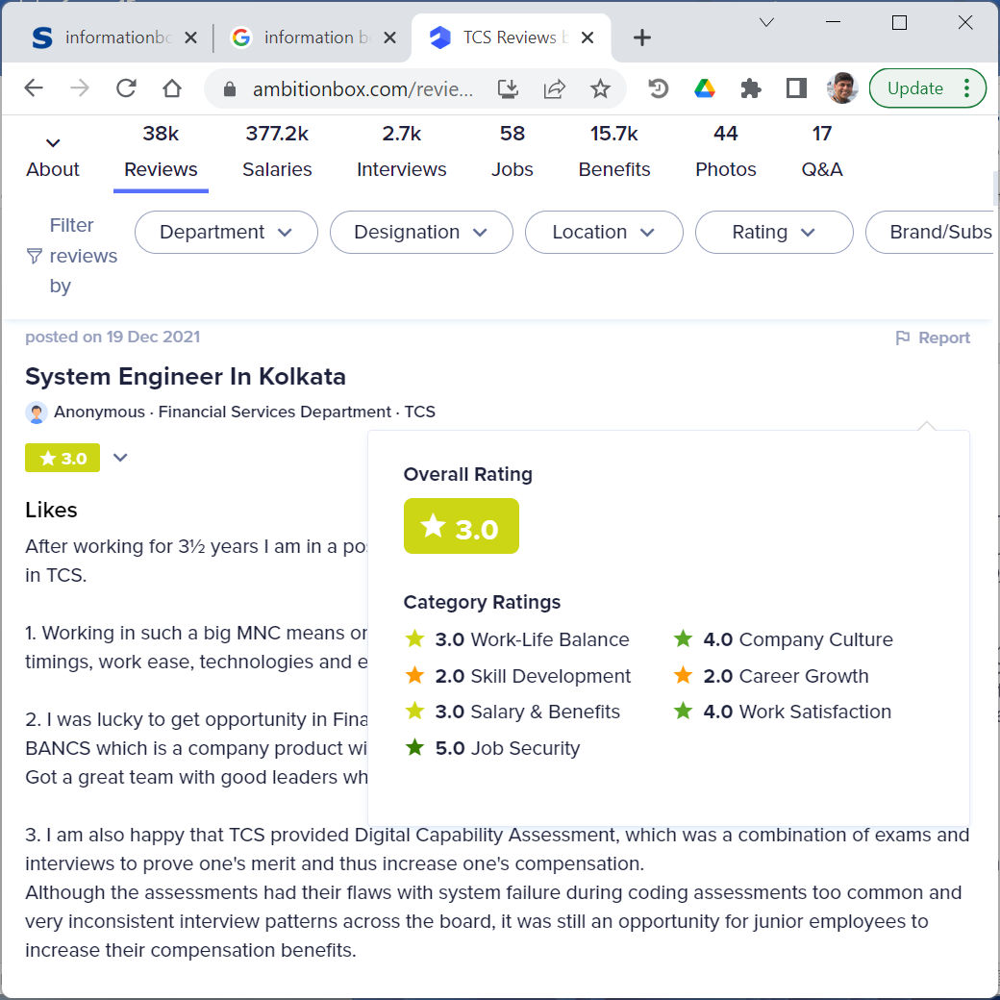 informationbc
information b
TCS Reviews b
ambitionbox.com/revie...
Update
38k 377.2k 2.7k 58 15.7k 44 17
About Reviews Salaries Interviews Jobs Benefits Photos Q&A
Filter
reviews
by
Department Designation Location Rating Brand/Subs
posted on 19 Dec 2021 Report
System Engineer In Kolkata
Anonymous · Financial Services Department · TCS
3.0
Likes
After working for 3½ years I am in a po
in TCS.
1. Working in such a big MNC means or
timings, work ease, technologies and e
2. I was lucky to get opportunity in Fina
BANCS which is a company product wi
Got a great team with good leaders wh
Overall Rating
3.0
Category Ratings
3.0 Work-Life Balance 4.0 Company Culture
2.0 Skill Development 2.0 Career Growth
3.0 Salary & Benefits 4.0 Work Satisfaction
5.0 Job Security
3. I am also happy that TCS provided Digital Capability Assessment, which was a combination of exams and
interviews to prove one's merit and thus increase one's compensation.
Although the assessments had their flaws with system failure during coding assessments too common and
very inconsistent interview patterns across the board, it was still an opportunity for junior employees to
increase their compensation benefits.